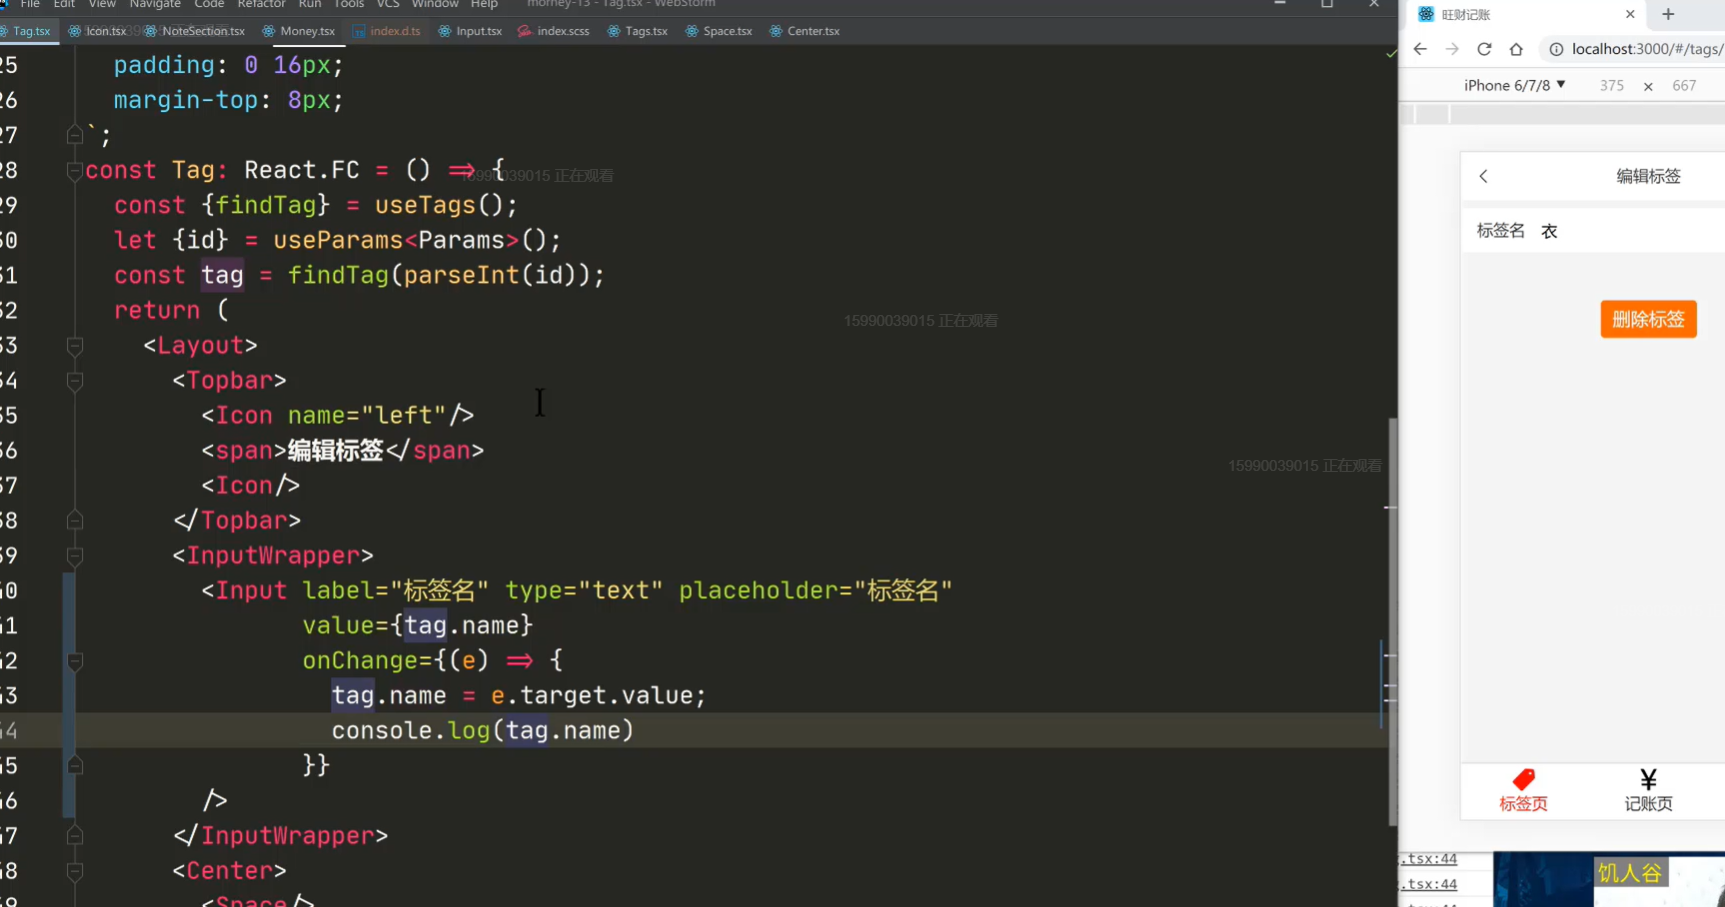 File Edit View Navigate Code Refactor Run Tools VCS Window Help morney-13 - Tag.tsx - WebStorm
Tag.tsx Icon.tsx NoteSection.tsx Money.tsx index.d.ts Input.tsx index.scss Tags.tsx Space.tsx Center.tsx
25 padding: 0 16px;
26 margin-top: 8px;
27 `;
28 const Tag: React.FC = () => {
29 const {findTag} = useTags();
30 let {id} = useParams<Params>();
31 const tag = findTag(parseInt(id));
32 return (
33 <Layout>
34 <Topbar>
35 <Icon name="left"/>
36 <span>编辑标签</span>
37 <Icon/>
38 </Topbar>
39 <InputWrapper>
40 <Input label="标签名" type="text" placeholder="标签名"
41 value={tag.name}
42 onChange={(e) => {
43 tag.name = e.target.value;
44 console.log(tag.name)
45 }}
46 />
47 </InputWrapper>
48 <Center>
49 <Space/>
15990039015 正在观看
15990039015 正在观看
15990039015 正在观看
旺财记账
localhost:3000/#/tags/
iPhone 6/7/8 375 × 667
编辑标签
标签名 衣
删除标签
标签页 记账页
.tsx:44
.tsx:44
饥人谷